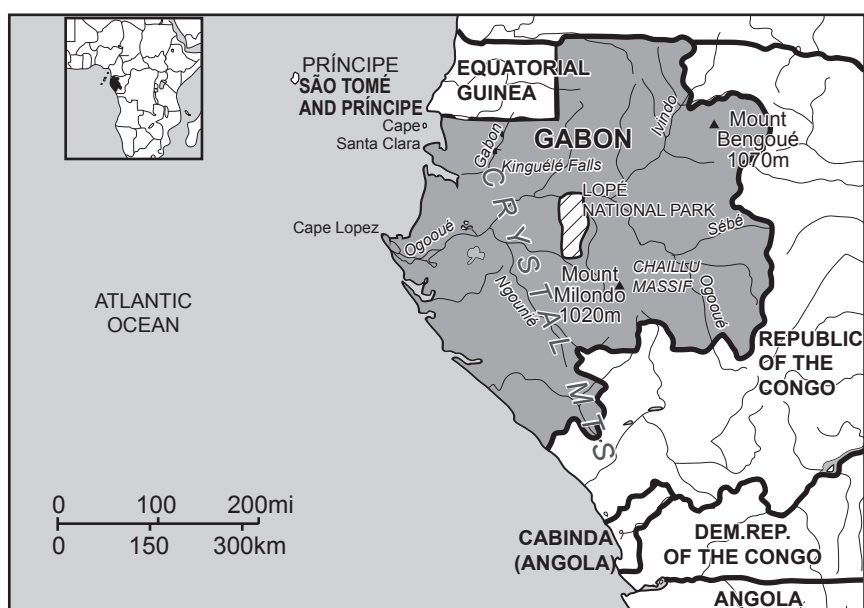 PRÍNCIPE
SÃO TOMÉ
AND PRÍNCIPE
EQUATORIAL
GUINEA
Cape
Santa Clara
Gabon
GABON
Ivindo
Mount
Bengoué
1070m
Kinguélé Falls
LOPÉ
NATIONAL PARK
Sébé
Cape Lopez
Ogooué
CRYSTAL MTS
Ngounié
Mount
Milondo
1020m
CHAILLU
MASSIF
Ogooué
ATLANTIC
OCEAN
REPUBLIC
OF THE
CONGO
0 100 200mi
0 150 300km
CABINDA
(ANGOLA)
DEM.REP.
OF THE CONGO
ANGOLA